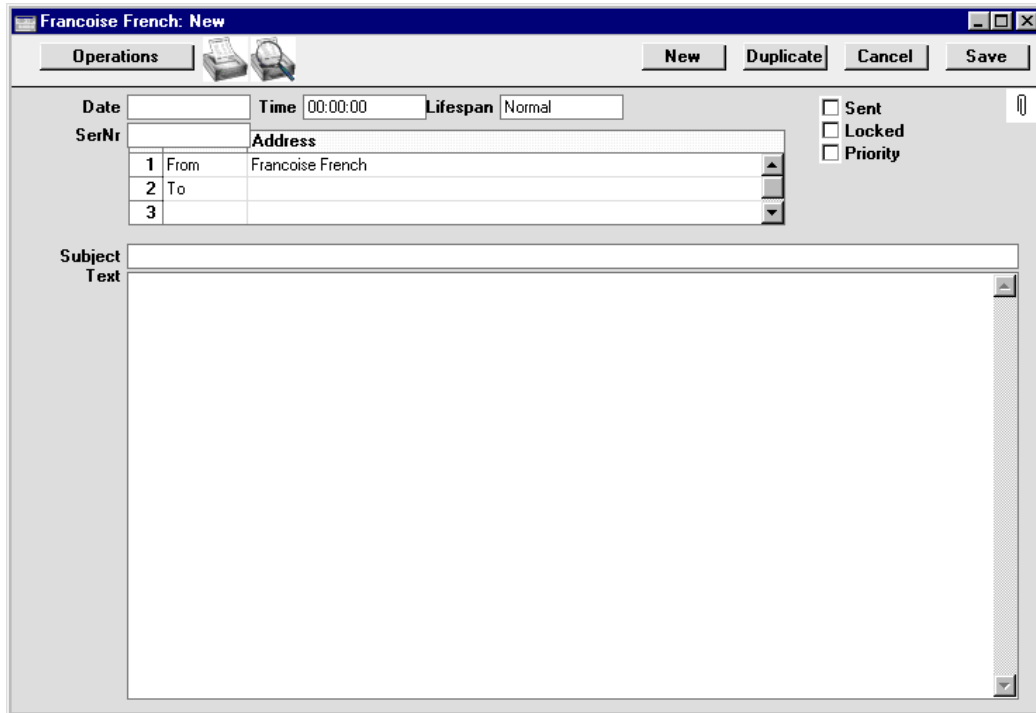 Francoise French: New
Operations New Duplicate Cancel Save
Date Time 00:00:00 Lifespan Normal Sent
SerNr Locked
Address Priority
1 From Francoise French
2 To
3
Subject
Text